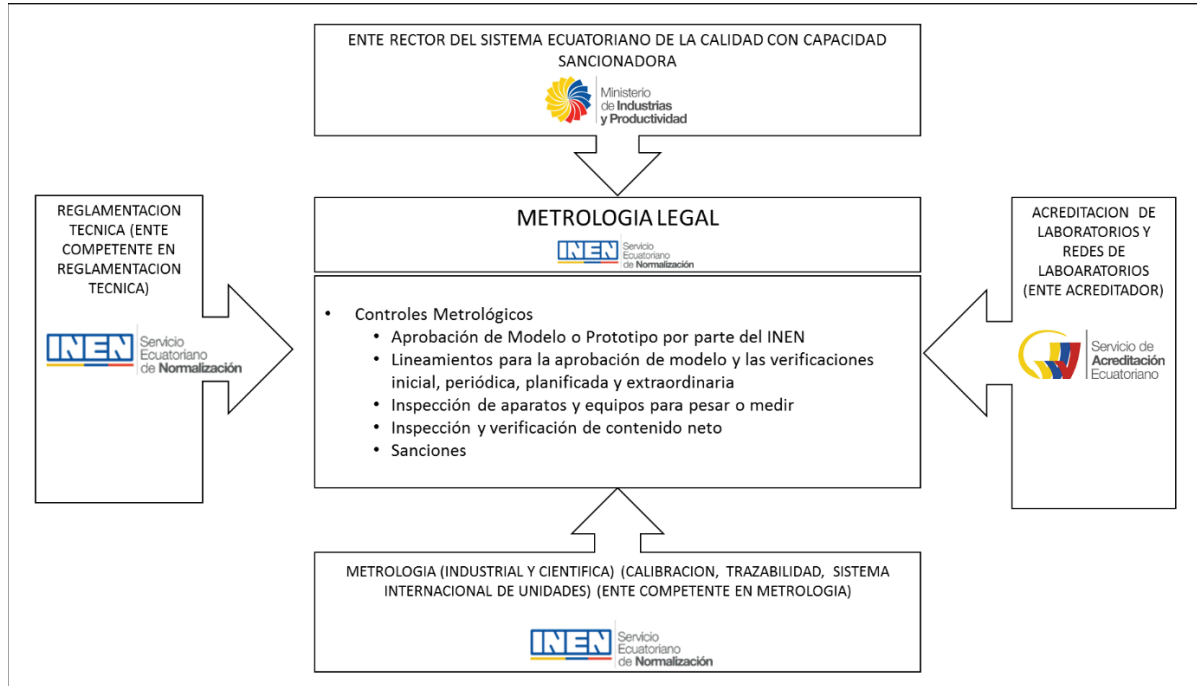 ENTE RECTOR DEL SISTEMA ECUATORIANO DE LA CALIDAD CON CAPACIDAD
SANCIONADORA
Ministerio
de Industrias
y Productividad
REGLAMENTACION
TECNICA (ENTE
COMPETENTE EN
REGLAMENTACION
TECNICA)
INEN
Servicio
Ecuatoriano
de Normalización
METROLOGIA LEGAL
INEN
Servicio
Ecuatoriano
de Normalización
• Controles Metrológicos
• Aprobación de Modelo o Prototipo por parte del INEN
• Lineamientos para la aprobación de modelo y las verificaciones
inicial, periódica, planificada y extraordinaria
• Inspección de aparatos y equipos para pesar o medir
• Inspección y verificación de contenido neto
• Sanciones
ACREDITACION DE
LABORATORIOS Y
REDES DE
LABOARATORIOS
(ENTE ACREDITADOR)
Servicio de
Acreditación
Ecuatoriano
METROLOGIA (INDUSTRIAL Y CIENTIFICA) (CALIBRACION, TRAZABILIDAD, SISTEMA
INTERNACIONAL DE UNIDADES) (ENTE COMPETENTE EN METROLOGIA)
INEN
Servicio
Ecuatoriano
de Normalización